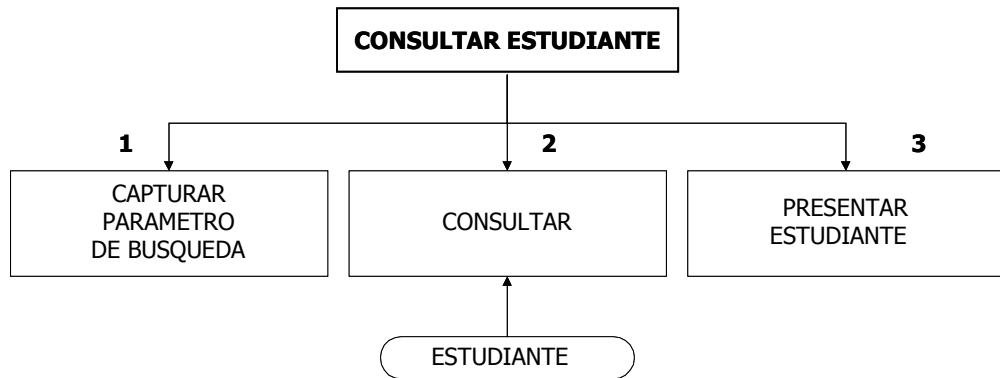 CONSULTAR ESTUDIANTE
1
2
3
CAPTURAR
PARAMETRO
DE BUSQUEDA
CONSULTAR
PRESENTAR
ESTUDIANTE
ESTUDIANTE